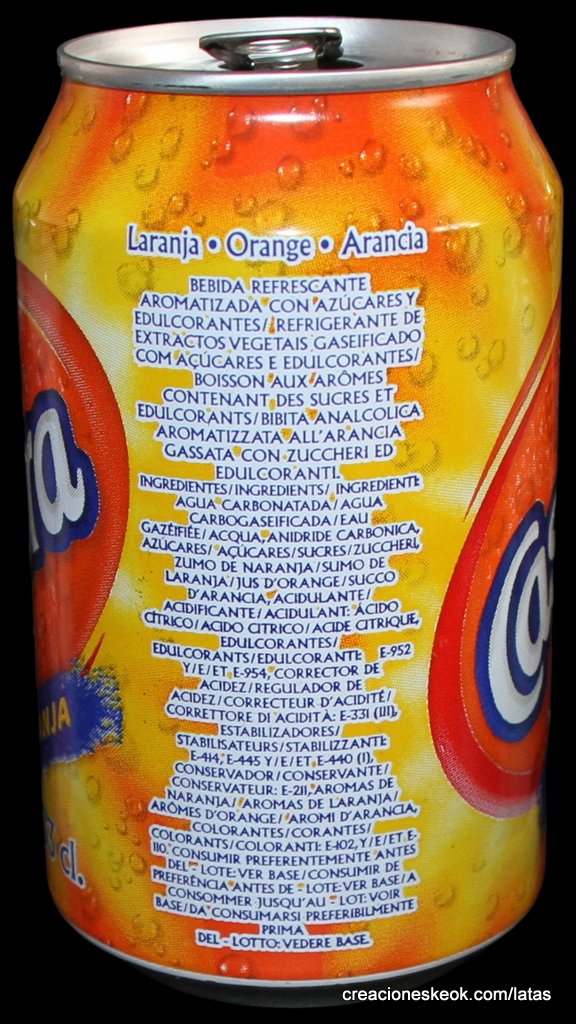 Laranja • Orange • Arancia
BEBIDA REFRESCANTE
AROMATIZADA CON AZÚCARES Y
EDULCORANTES/ REFRIGERANTE DE
EXTRACTOS VEGETAIS GASEIFICADO
COM AÇÚCARES E EDULCORANTES/
BOISSON AUX ARÔMES
CONTENANT DES SUCRES ET
EDULCORANTS/BIBITA ANALCOLICA
AROMATIZZATA ALL'ARANCIA
GASSATA CON ZUCCHERI ED
EDULCORANTI.
INGREDIENTES/INGREDIENTS/ INGREDIENTI:
AGUA CARBONATADA/ AGUA
CARBOGASEIFICADA/EAU
GAZÉIFIÉE/ ACQUA, ANIDRIDE CARBONICA,
AZÚCARES/ AÇÚCARES/SUCRES/ZUCCHERI,
ZUMO DE NARANJA/SUMO DE
LARANJA/ JUS D'ORANGE/SUCCO
D'ARANCIA, ACIDULANTE/
ACIDIFICANTE/ ACIDULANT: ÁCIDO
CÍTRICO/ ACIDO CITRICO/ ACIDE CITRIQUE,
EDULCORANTES/
EDULCORANTS/EDULCORANTI: E-952
Y/E/ET E-954, CORRECTOR DE
ACIDEZ/REGULADOR DE
ACIDEZ/CORRECTEUR D'ACIDITÉ/
CORRETTORE DI ACIDITÀ: E-331 (III),
ESTABILIZADORES/
STABILISATEURS/STABILIZZANTI:
E-414, E-445 Y/E/ET E-440 (I),
CONSERVADOR/CONSERVANTE/
CONSERVATEUR: E-211, AROMAS DE
NARANJA/ AROMAS DE LARANJA/
ARÔMES D'ORANGE/ AROMI D'ARANCIA,
COLORANTES/CORANTES/
COLORANTS/COLORANTI: E-102, Y/E/ET E-
110. CONSUMIR PREFERENTEMENTE ANTES
DEL - LOTE: VER BASE/CONSUMIR DE
PREFERÊNCIA ANTES DE - LOTE: VER BASE/A
CONSOMMER JUSQU'AU - LOT: VOIR
BASE/DA CONSUMARSI PREFERIBILMENTE
PRIMA
DEL - LOTTO: VEDERE BASE.
ra
NJA
3 cl.
Ca
creacioneskeok.com/latas